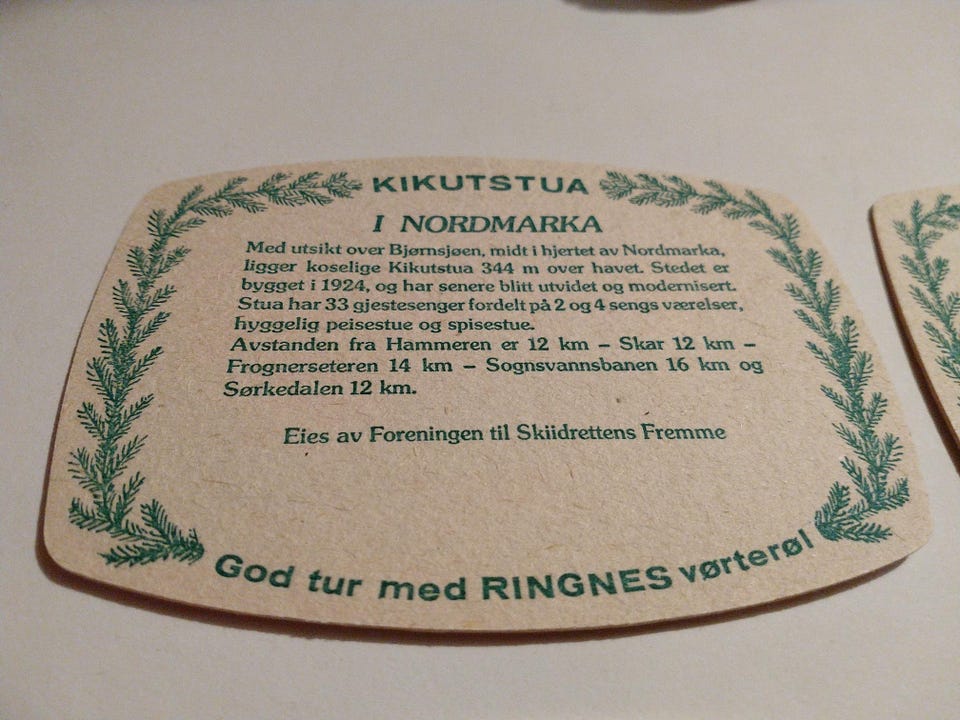 KIKUTSTUA
I NORDMARKA
Med utsikt over Bjørnsjøen, midt i hjertet av Nordmarka,
ligger koselige Kikutstua 344 m over havet. Stedet er
bygget i 1924, og har senere blitt utvidet og modernisert.
Stua har 33 gjestesenger fordelt på 2 og 4 sengs værelser,
hyggelig peisestue og spisestue.
Avstanden fra Hammeren er 12 km – Skar 12 km –
Frognerseteren 14 km – Sognsvannsbanen 16 km og
Sørkedalen 12 km.
Eies av Foreningen til Skiidrettens Fremme
God tur med RINGNES vørterøl